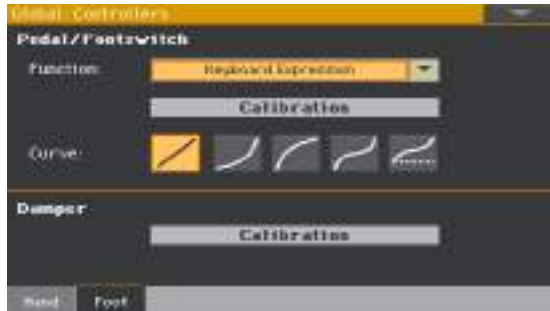 Global Controllers
Pedal/Footswitch
Function:
Keyboard Expression
Calibration
Curve:
Damper
Calibration
Hand
Foot